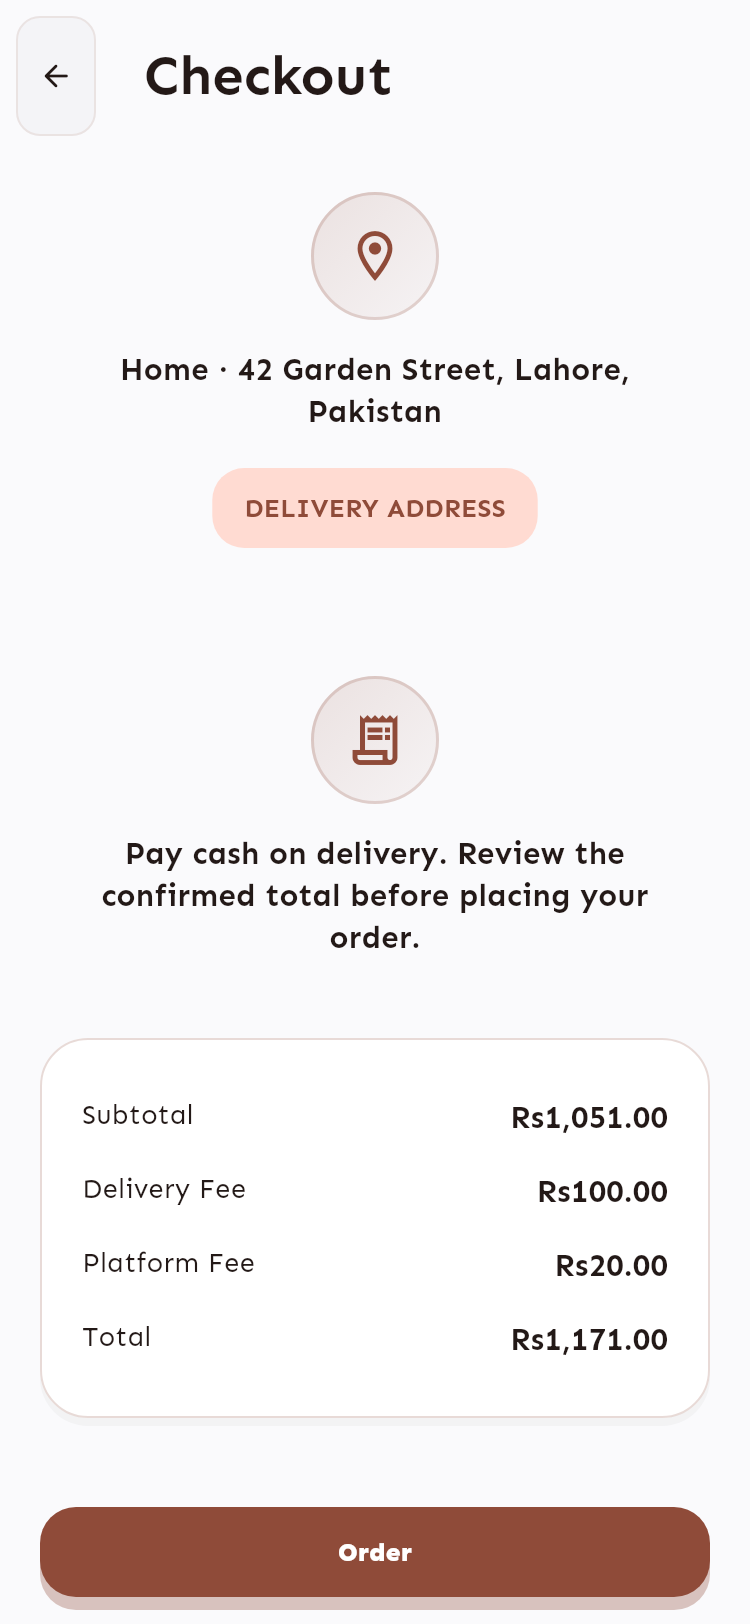 Checkout
Home · 42 Garden Street, Lahore,
Pakistan
DELIVERY ADDRESS
Pay cash on delivery. Review the
confirmed total before placing your
order.
Subtotal Rs1,051.00
Delivery Fee Rs100.00
Platform Fee Rs20.00
Total Rs1,171.00
Order